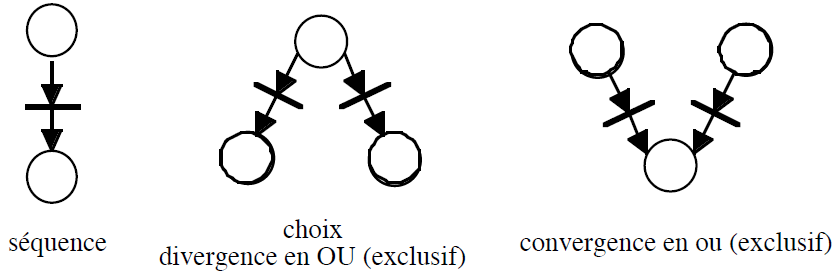 séquence
choix
divergence en OU (exclusif)
convergence en ou (exclusif)